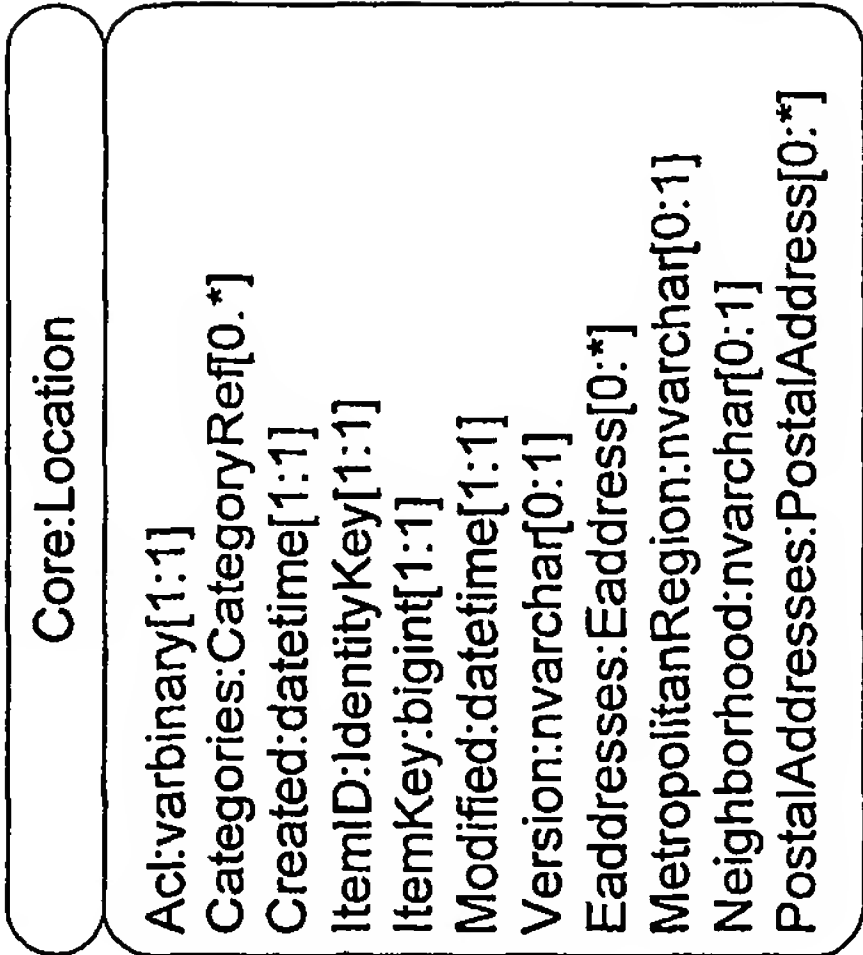 Core:Location
Acl:varbinary[1:1]
Categories:CategoryRef[0.*]
Created:datetime[1:1]
ItemID:IdentityKey[1:1]
ItemKey:bigint[1:1]
Modified:datetime[1:1]
Version:nvarchar[0:1]
Eaddresses:Eaddress[0:*]
MetropolitanRegion:nvarchar[0:1]
Neighborhood:nvarchar[0:1]
PostalAddresses:PostalAddress[0:*]